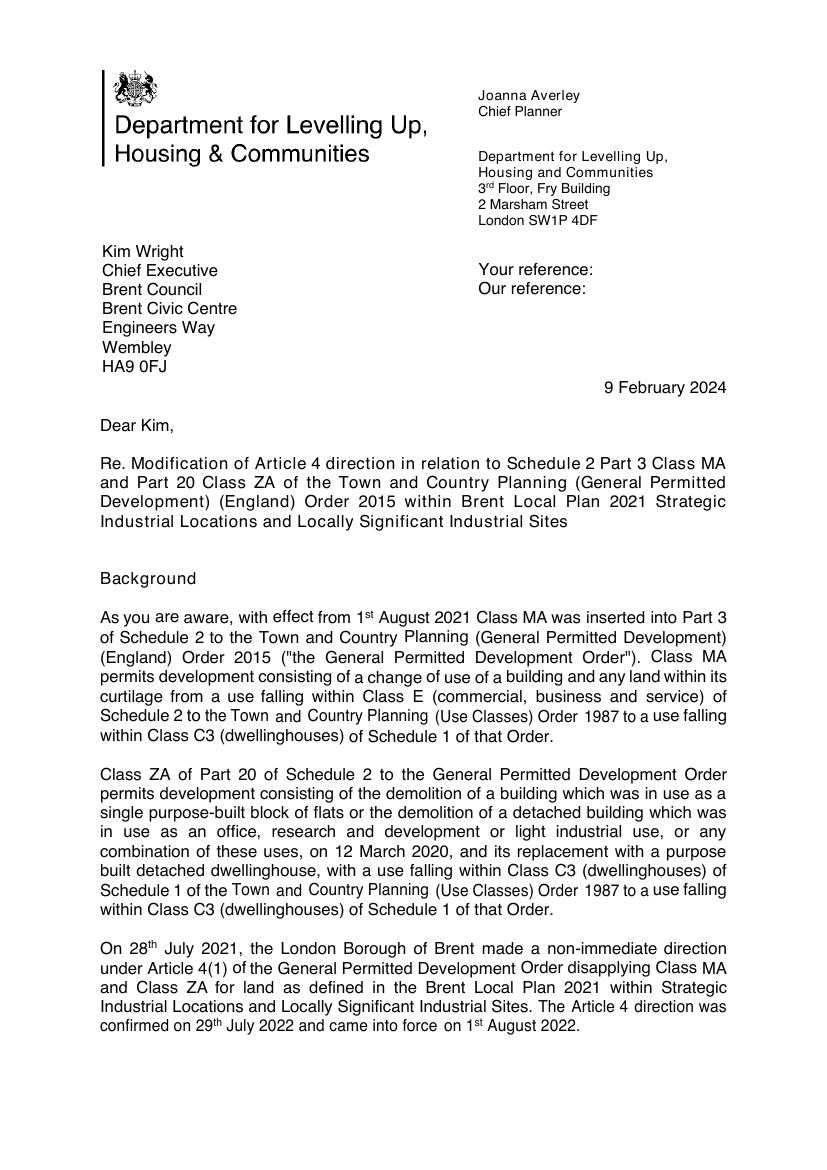 Department for Levelling Up,
Housing & Communities
Joanna Averley
Chief Planner
Department for Levelling Up,
Housing and Communities
3rd Floor, Fry Building
2 Marsham Street
London SW1P 4DF
Kim Wright
Chief Executive
Brent Council
Brent Civic Centre
Engineers Way
Wembley
HA9 0FJ
Your reference:
Our reference:
9 February 2024
Dear Kim,
Re. Modification of Article 4 direction in relation to Schedule 2 Part 3 Class MA
and Part 20 Class ZA of the Town and Country Planning (General Permitted
Development) (England) Order 2015 within Brent Local Plan 2021 Strategic
Industrial Locations and Locally Significant Industrial Sites
Background
As you are aware, with effect from 1st August 2021 Class MA was inserted into Part 3
of Schedule 2 to the Town and Country Planning (General Permitted Development)
(England) Order 2015 ("the General Permitted Development Order"). Class MA
permits development consisting of a change of use of a building and any land within its
curtilage from a use falling within Class E (commercial, business and service) of
Schedule 2 to the Town and Country Planning (Use Classes) Order 1987 to a use falling
within Class C3 (dwellinghouses) of Schedule 1 of that Order.
Class ZA of Part 20 of Schedule 2 to the General Permitted Development Order
permits development consisting of the demolition of a building which was in use as a
single purpose-built block of flats or the demolition of a detached building which was
in use as an office, research and development or light industrial use, or any
combination of these uses, on 12 March 2020, and its replacement with a purpose
built detached dwellinghouse, with a use falling within Class C3 (dwellinghouses) of
Schedule 1 of the Town and Country Planning (Use Classes) Order 1987 to a use falling
within Class C3 (dwellinghouses) of Schedule 1 of that Order.
On 28th July 2021, the London Borough of Brent made a non-immediate direction
under Article 4(1) of the General Permitted Development Order disapplying Class MA
and Class ZA for land as defined in the Brent Local Plan 2021 within Strategic
Industrial Locations and Locally Significant Industrial Sites. The Article 4 direction was
confirmed on 29th July 2022 and came into force on 1st August 2022.